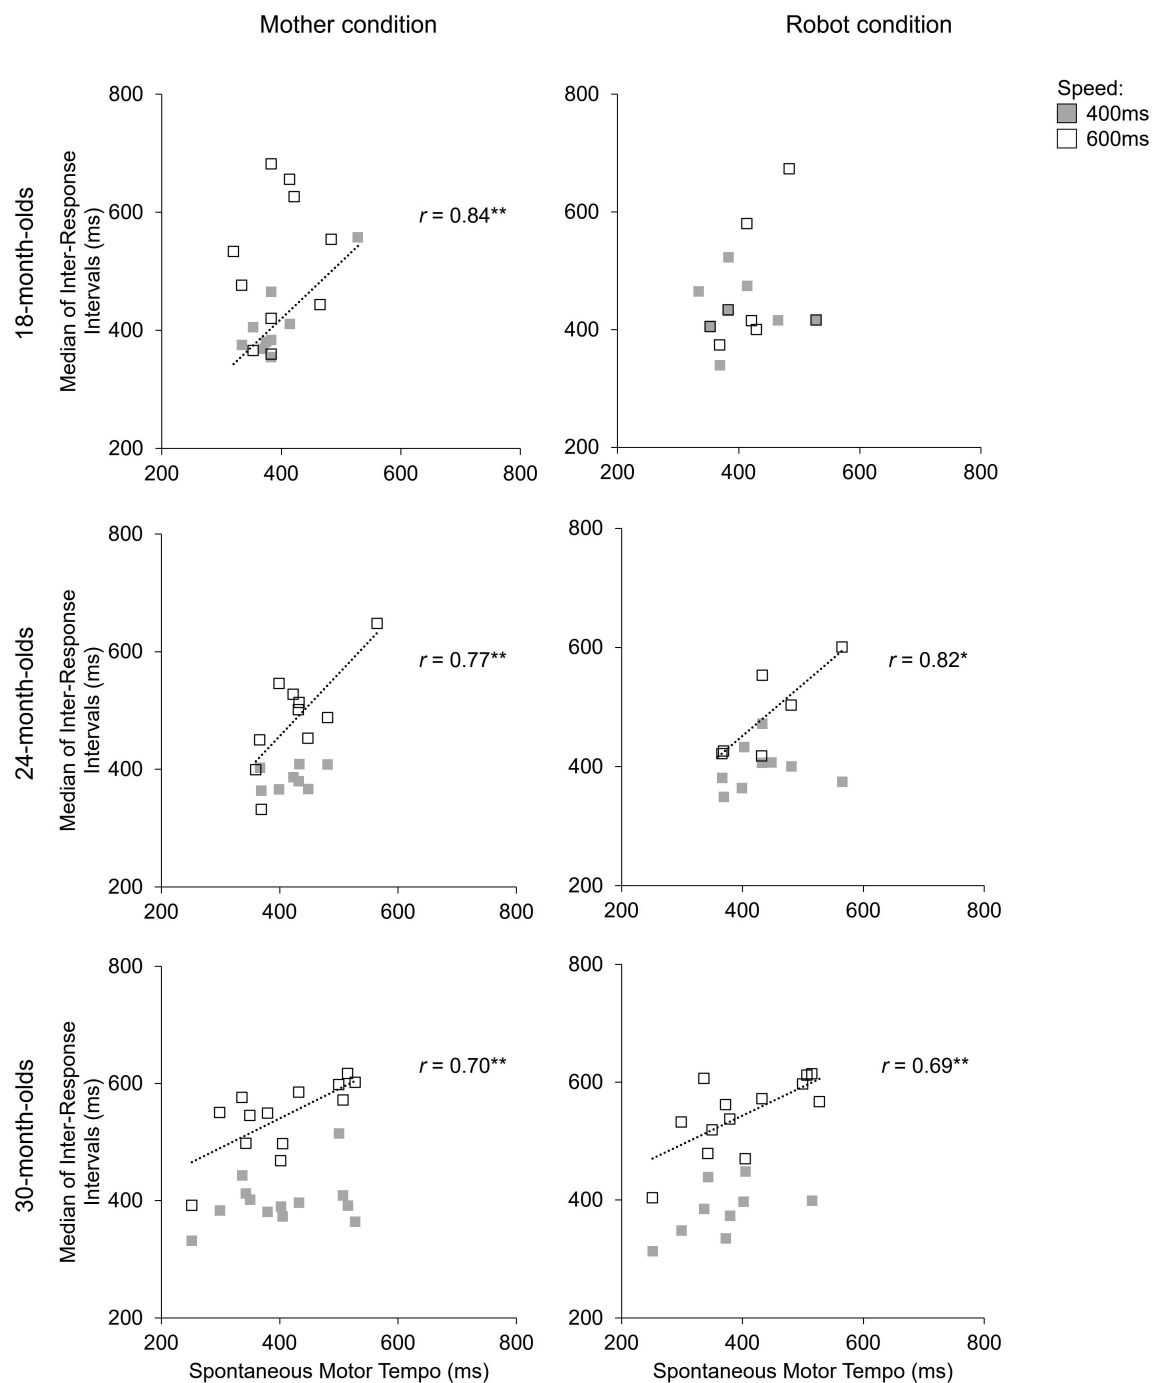 Mother condition
Robot condition
Speed:
400ms
600ms
18-month-olds
Median of Inter-Response
Intervals (ms)
800
600
400
200
200 400 600 800
r = 0.84**
800
600
400
200
200 400 600 800
24-month-olds
Median of Inter-Response
Intervals (ms)
800
600
400
200
200 400 600 800
r = 0.77**
800
600
400
200
200 400 600 800
r = 0.82*
30-month-olds
Median of Inter-Response
Intervals (ms)
800
600
400
200
200 400 600 800
Spontaneous Motor Tempo (ms)
r = 0.70**
800
600
400
200
200 400 600 800
Spontaneous Motor Tempo (ms)
r = 0.69**